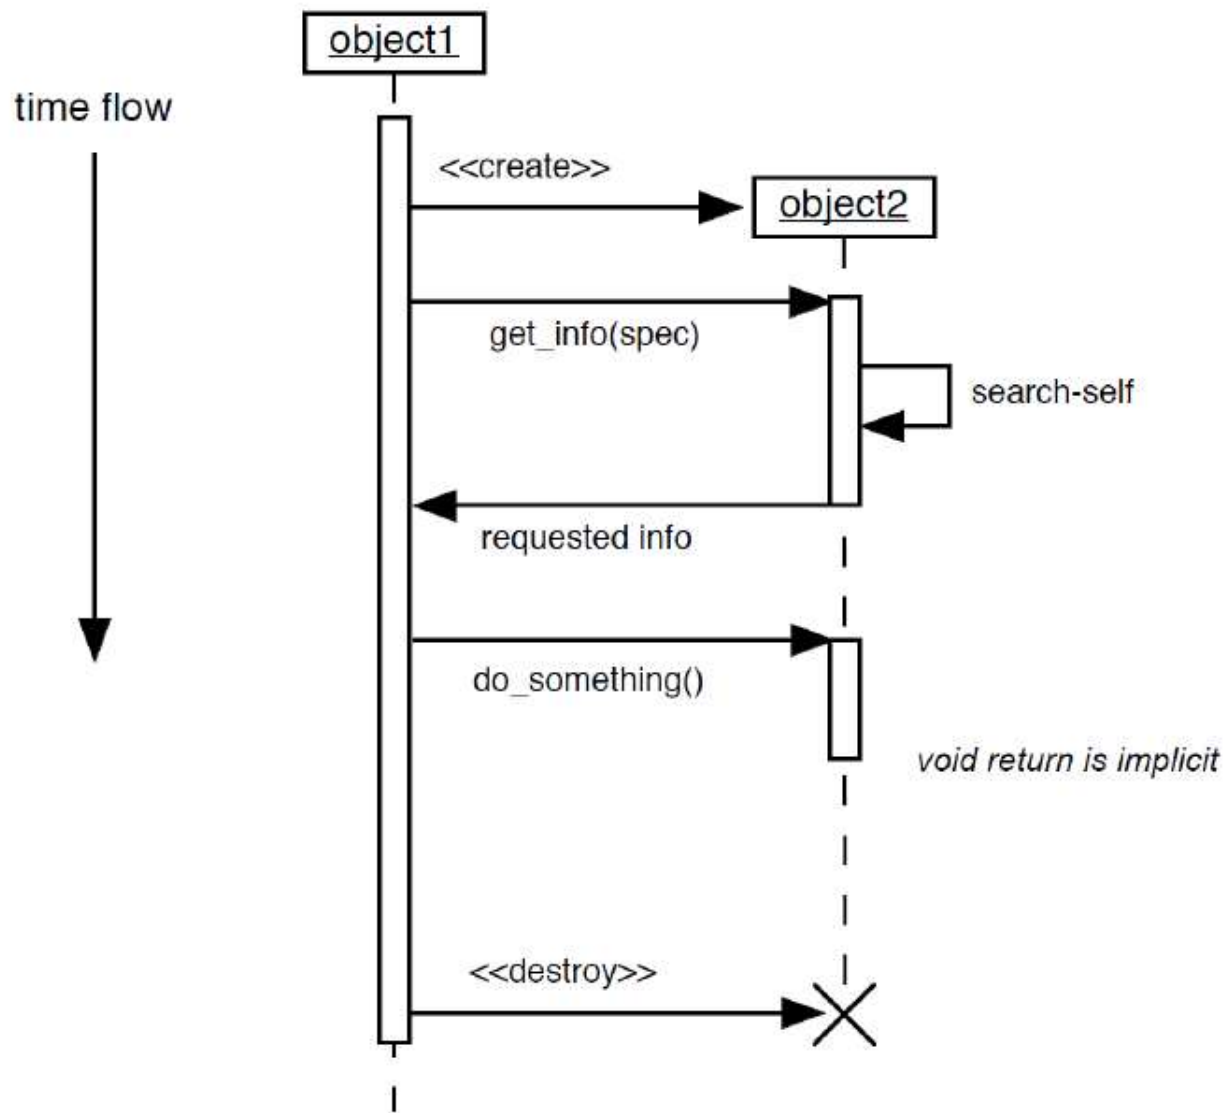 object1
time flow
<<create>>
object2
get_info(spec)
search-self
requested info
do_something()
void return is implicit
<<destroy>>